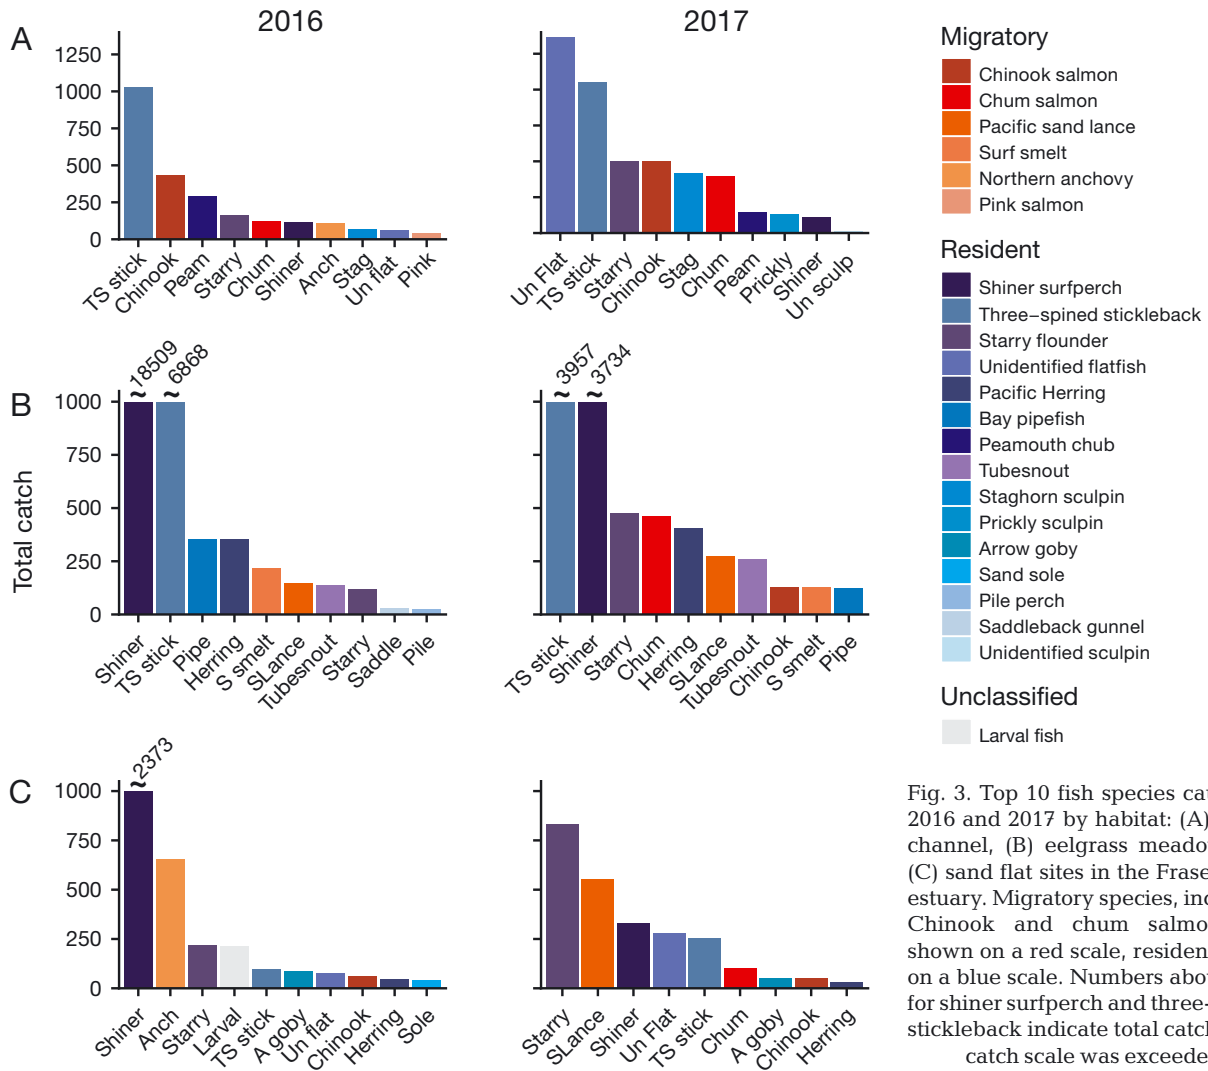 A
2016
2017
1250
1000
750
500
250
0
TS stick
Chinook
Peam
Starry
Chum
Shiner
Anch
Stag
Un flat
Pink
Un Flat
TS stick
Starry
Chinook
Stag
Chum
Peam
Prickly
Shiner
Un sculp
B
Total catch
18509
6868
1000
750
500
250
0
Shiner
TS stick
Pipe
Herring
S smelt
SLance
Tubesnout
Starry
Saddle
Pile
3957
3734
TS stick
Shiner
Starry
Chum
Herring
SLance
Tubesnout
Chinook
S smelt
Pipe
C
2373
1000
750
500
250
0
Shiner
Anch
Starry
Larval
TS stick
A goby
Un flat
Chinook
Herring
Sole
Starry
SLance
Shiner
Un Flat
TS stick
Chum
A goby
Chinook
Herring
Migratory
Chinook salmon
Chum salmon
Pacific sand lance
Surf smelt
Northern anchovy
Pink salmon
Resident
Shiner surfperch
Three–spined stickleback
Starry flounder
Unidentified flatfish
Pacific Herring
Bay pipefish
Peamouth chub
Tubesnout
Staghorn sculpin
Prickly sculpin
Arrow goby
Sand sole
Pile perch
Saddleback gunnel
Unidentified sculpin
Unclassified
Larval fish
Fig. 3. Top 10 fish species cau
2016 and 2017 by habitat: (A)
channel, (B) eelgrass meadow
(C) sand flat sites in the Frase
estuary. Migratory species, inc
Chinook and chum salmo
shown on a red scale, residen
on a blue scale. Numbers abov
for shiner surfperch and three-
stickleback indicate total catch
catch scale was exceede